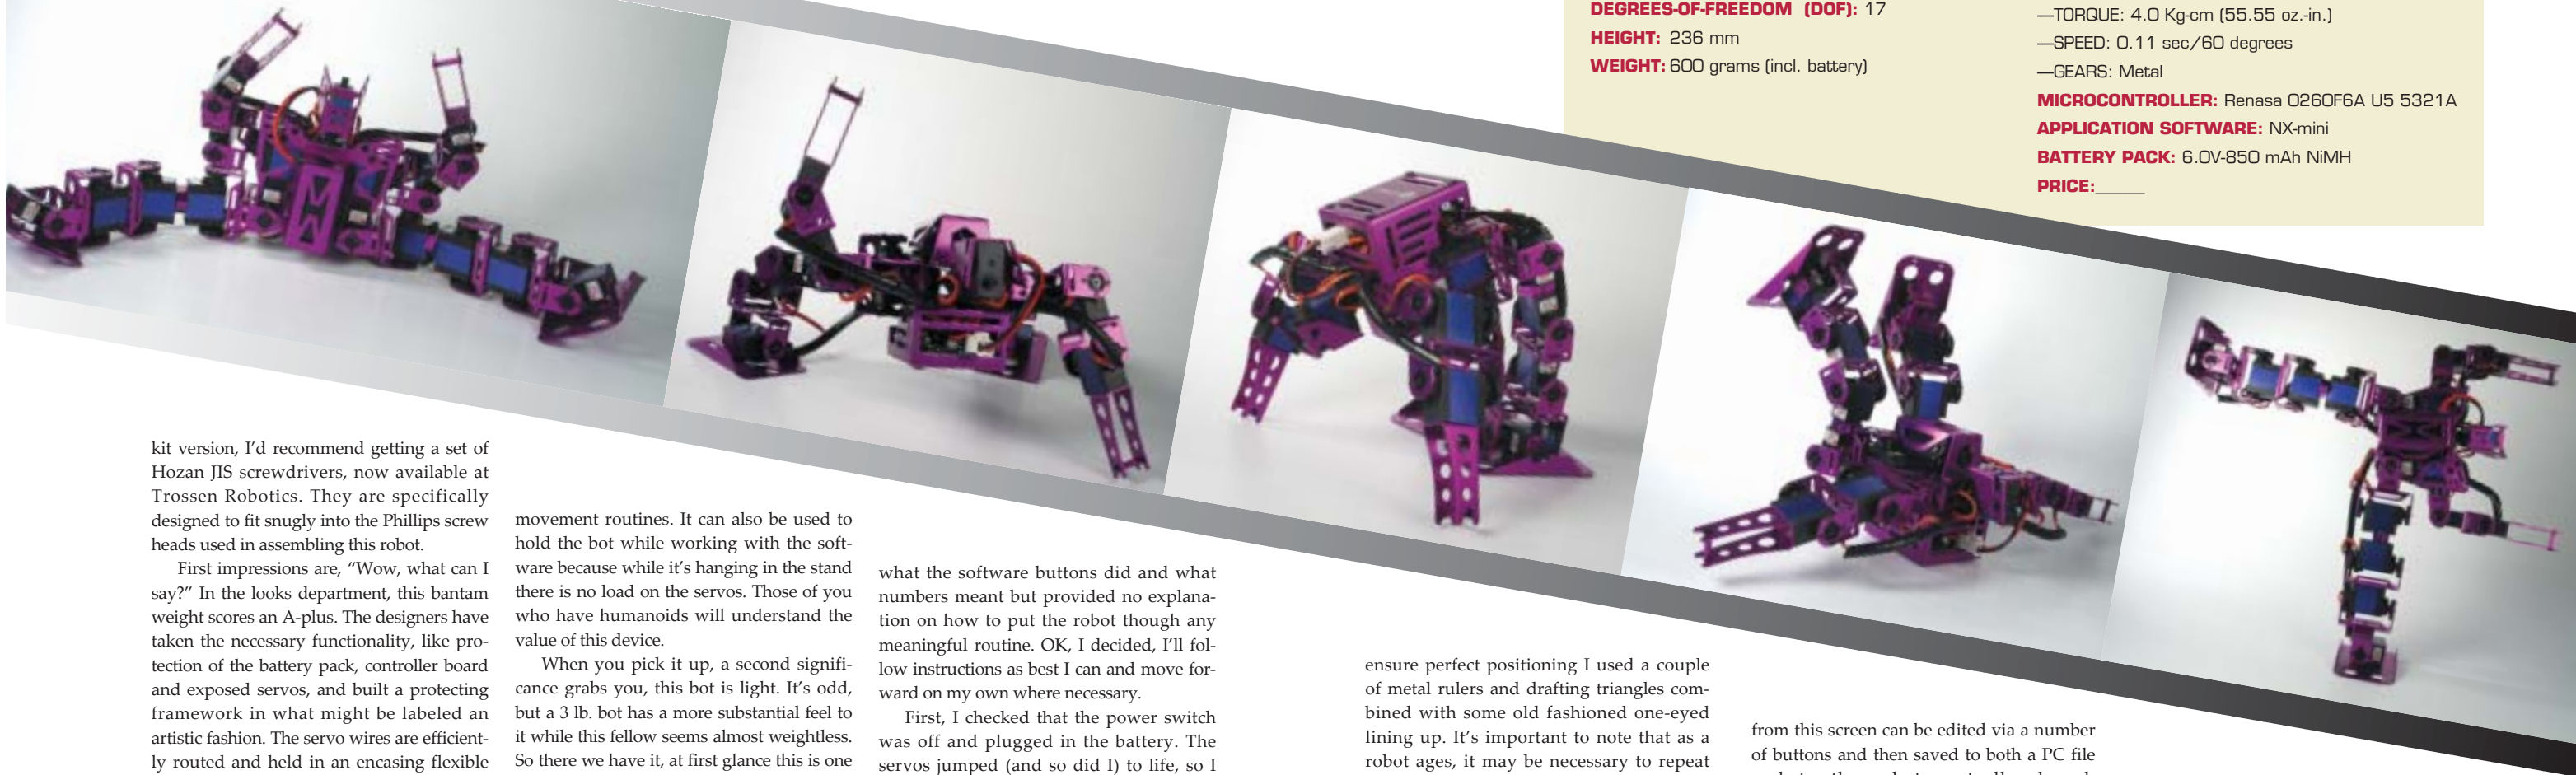 DEGREES-OF-FREEDOM (DOF): 17
HEIGHT: 236 mm
WEIGHT: 600 grams (incl. battery)
—TORQUE: 4.0 Kg-cm (55.55 oz.-in.)
—SPEED: 0.11 sec/60 degrees
—GEARS: Metal
MICROCONTROLLER: Renasa 0260F6A U5 5321A
APPLICATION SOFTWARE: NX-mini
BATTERY PACK: 6.0V-850 mAh NiMH
PRICE:_____
kit version, I'd recommend getting a set of
Hozan JIS screwdrivers, now available at
Trossen Robotics. They are specifically
designed to fit snugly into the Phillips screw
heads used in assembling this robot.
First impressions are, "Wow, what can I
say?" In the looks department, this bantam
weight scores an A-plus. The designers have
taken the necessary functionality, like pro-
tection of the battery pack, controller board
and exposed servos, and built a protecting
framework in what might be labeled an
artistic fashion. The servo wires are efficient-
ly routed and held in an encasing flexible
movement routines. It can also be used to
hold the bot while working with the soft-
ware because while it's hanging in the stand
there is no load on the servos. Those of you
who have humanoids will understand the
value of this device.
When you pick it up, a second signifi-
cance grabs you, this bot is light. It's odd,
but a 3 lb. bot has a more substantial feel to
it while this fellow seems almost weightless.
So there we have it, at first glance this is one
what the software buttons did and what
numbers meant but provided no explana-
tion on how to put the robot though any
meaningful routine. OK, I decided, I'll fol-
low instructions as best I can and move for-
ward on my own where necessary.
First, I checked that the power switch
was off and plugged in the battery. The
servos jumped (and so did I) to life, so I
ensure perfect positioning I used a couple
of metal rulers and drafting triangles com-
bined with some old fashioned one-eyed
lining up. It's important to note that as a
robot ages, it may be necessary to repeat
from this screen can be edited via a number
of buttons and then saved to both a PC file